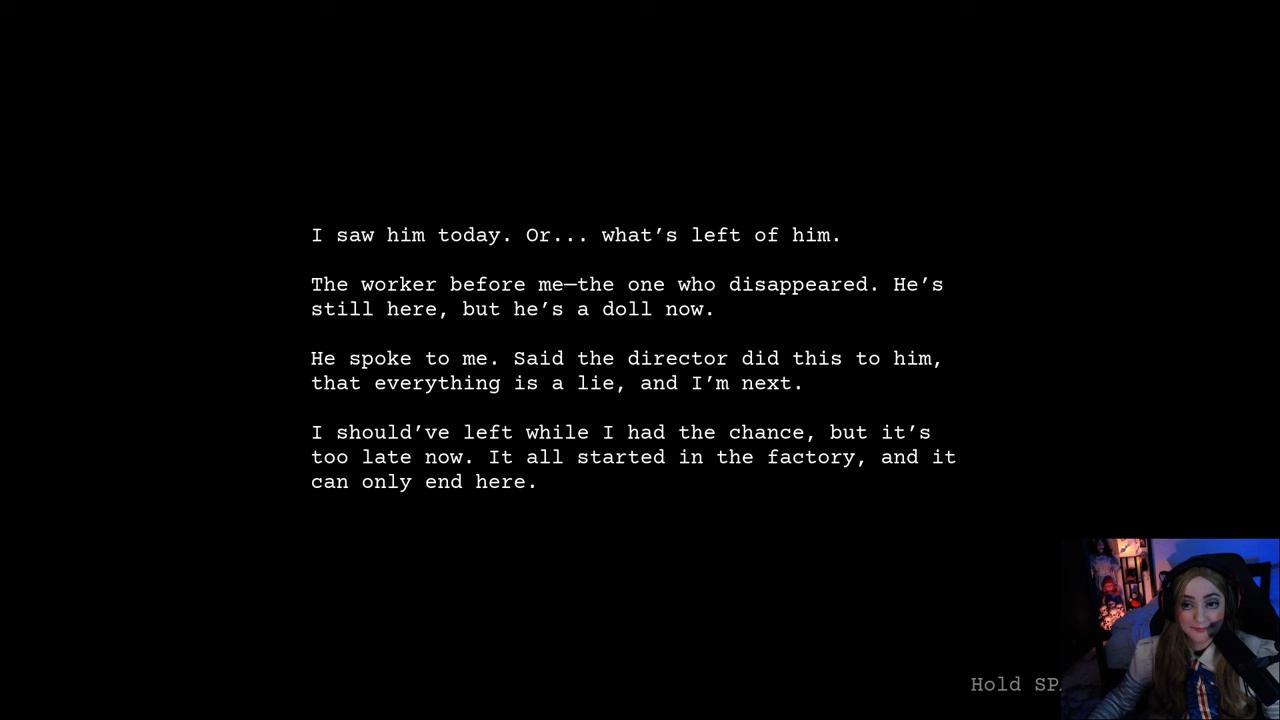 I saw him today. Or... what’s left of him.
The worker before me—the one who disappeared. He’s
still here, but he’s a doll now.
He spoke to me. Said the director did this to him,
that everything is a lie, and I’m next.
I should’ve left while I had the chance, but it’s
too late now. It all started in the factory, and it
can only end here.
Hold